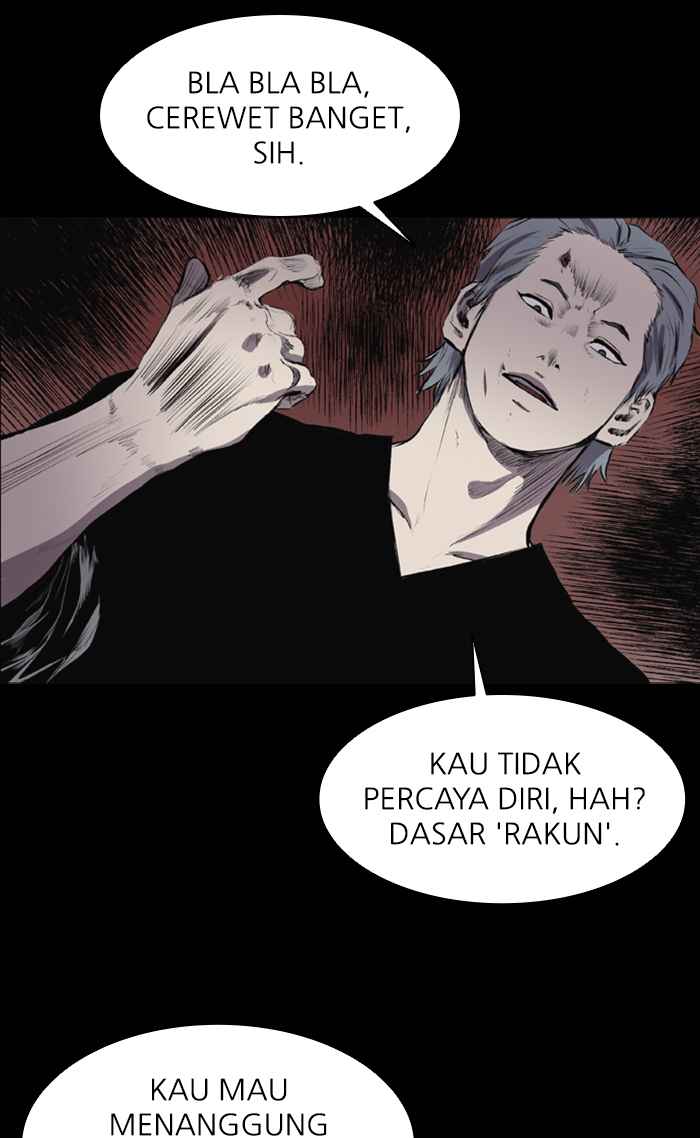 BLA BLA BLA,
CEREWET BANGET,
SIH.
KAU TIDAK
PERCAYA DIRI, HAH?
DASAR 'RAKUN'.
KAU MAU
MENANGGUNG